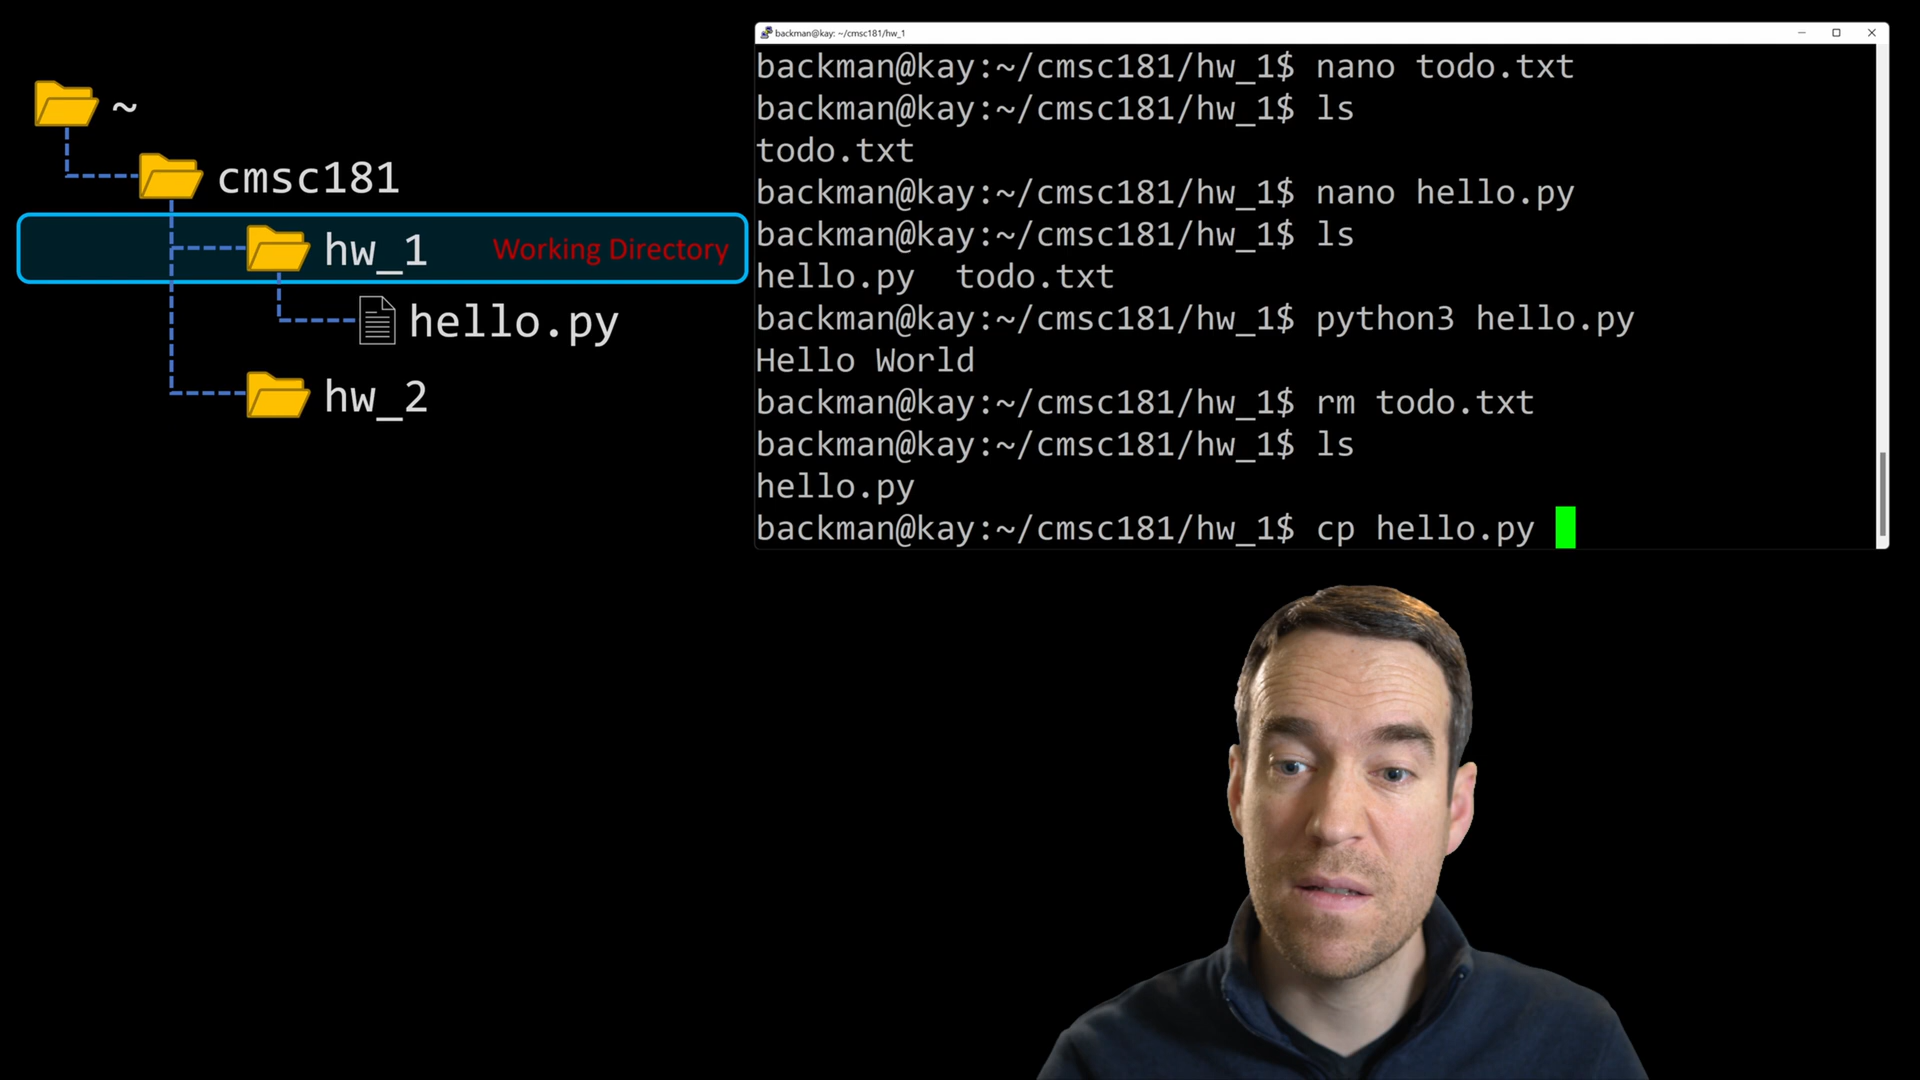 ~
cmsc181
hw_1 Working Directory
hello.py
hw_2
backman@kay: ~/cmsc181/hw_1
backman@kay:~/cmsc181/hw_1$ nano todo.txt
backman@kay:~/cmsc181/hw_1$ ls
todo.txt
backman@kay:~/cmsc181/hw_1$ nano hello.py
backman@kay:~/cmsc181/hw_1$ ls
hello.py  todo.txt
backman@kay:~/cmsc181/hw_1$ python3 hello.py
Hello World
backman@kay:~/cmsc181/hw_1$ rm todo.txt
backman@kay:~/cmsc181/hw_1$ ls
hello.py
backman@kay:~/cmsc181/hw_1$ cp hello.py